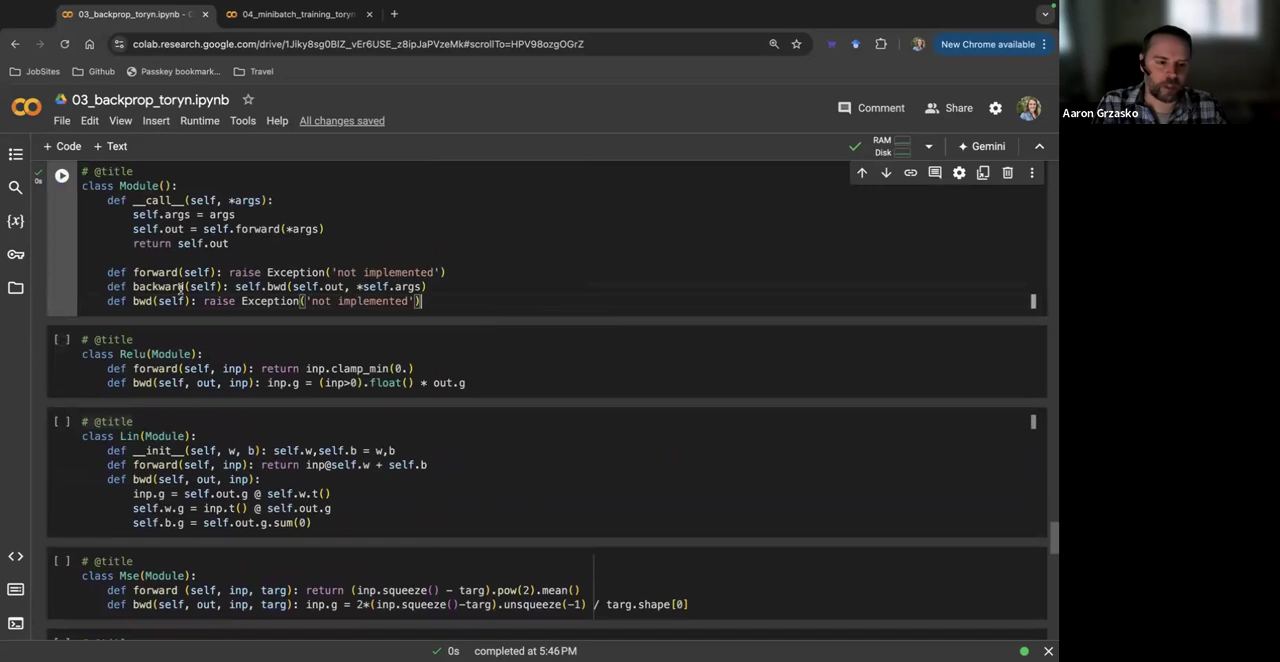 03_backprop_toryn.ipynb - C
04_minibatch_training_toryn
colab.research.google.com/drive/1Jiky8sg0BIZ_vEr6USE_z8ipJaPVzeMk#scrollTo=HPV98ozgOGrZ
New Chrome available
JobSites
Github
Passkey bookmark...
Travel
03_backprop_toryn.ipynb
File Edit View Insert Runtime Tools Help All changes saved
Comment
Share
+ Code + Text
RAM
Disk
Gemini
0s
# @title
class Module():
def __call__(self, *args):
self.args = args
self.out = self.forward(*args)
return self.out
def forward(self): raise Exception('not implemented')
def backward(self): self.bwd(self.out, *self.args)
def bwd(self): raise Exception('not implemented')
[ ] # @title
class Relu(Module):
def forward(self, inp): return inp.clamp_min(0.)
def bwd(self, out, inp): inp.g = (inp>0).float() * out.g
[ ] # @title
class Lin(Module):
def __init__(self, w, b): self.w,self.b = w,b
def forward(self, inp): return inp@self.w + self.b
def bwd(self, out, inp):
inp.g = self.out.g @ self.w.t()
self.w.g = inp.t() @ self.out.g
self.b.g = self.out.g.sum(0)
[ ] # @title
class Mse(Module):
def forward (self, inp, targ): return (inp.squeeze() - targ).pow(2).mean()
def bwd(self, out, inp, targ): inp.g = 2*(inp.squeeze()-targ).unsqueeze(-1) / targ.shape[0]
0s completed at 5:46PM
Aaron Grzasko